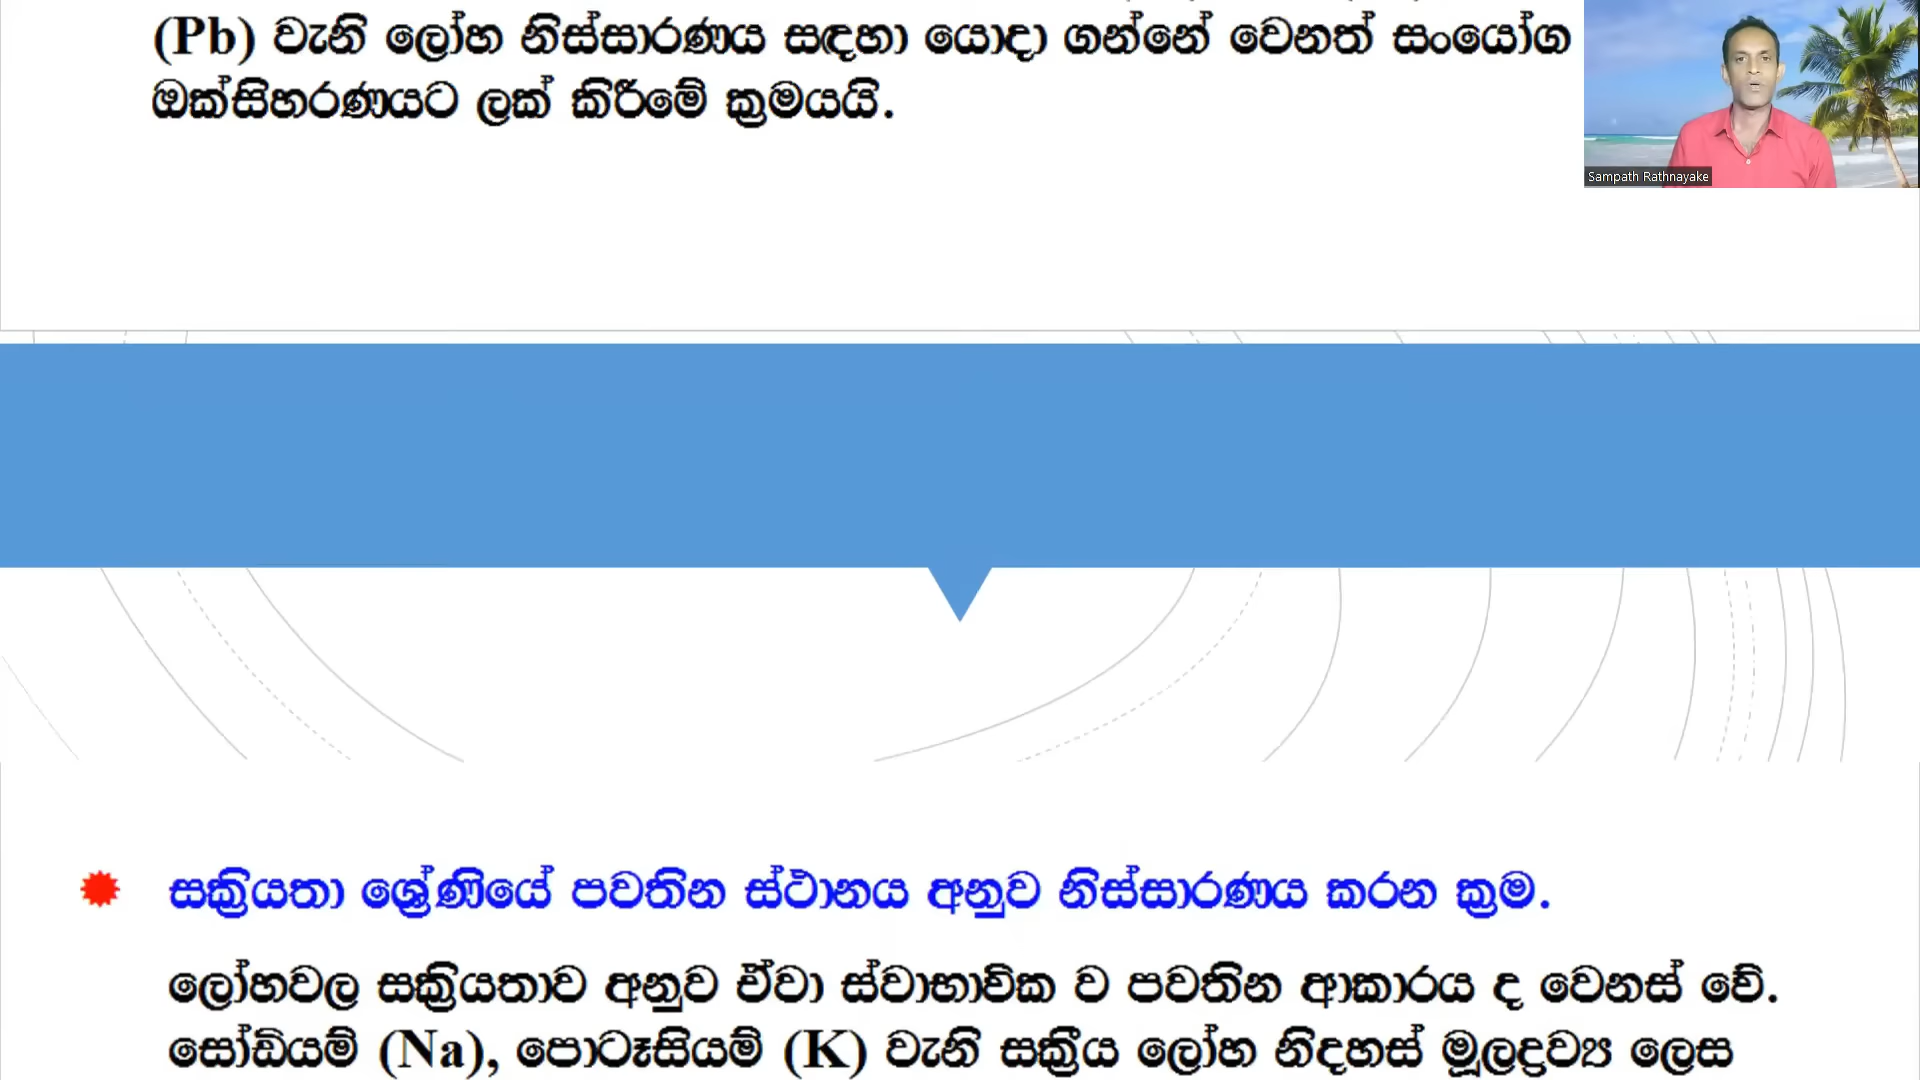 (Pb) වැනි ලෝහ නිස්සාරණය සඳහා යොදා ගන්නේ වෙනත් සංයෝග
ඔක්සිහරණයට ලක් කිරීමේ ක්‍රමයයි.
Sampath Rathnayake
සක්‍රියතා ශ්‍රේණියේ පවතින ස්ථානය අනුව නිස්සාරණය කරන ක්‍රම.
ලෝහවල සක්‍රියතාව අනුව ඒවා ස්වාභාවික ව පවතින ආකාරය ද වෙනස් වේ.
සෝඩියම් (Na), පොටෑසියම් (K) වැනි සක්‍රීය ලෝහ නිදහස් මූලද්‍රව්‍ය ලෙස